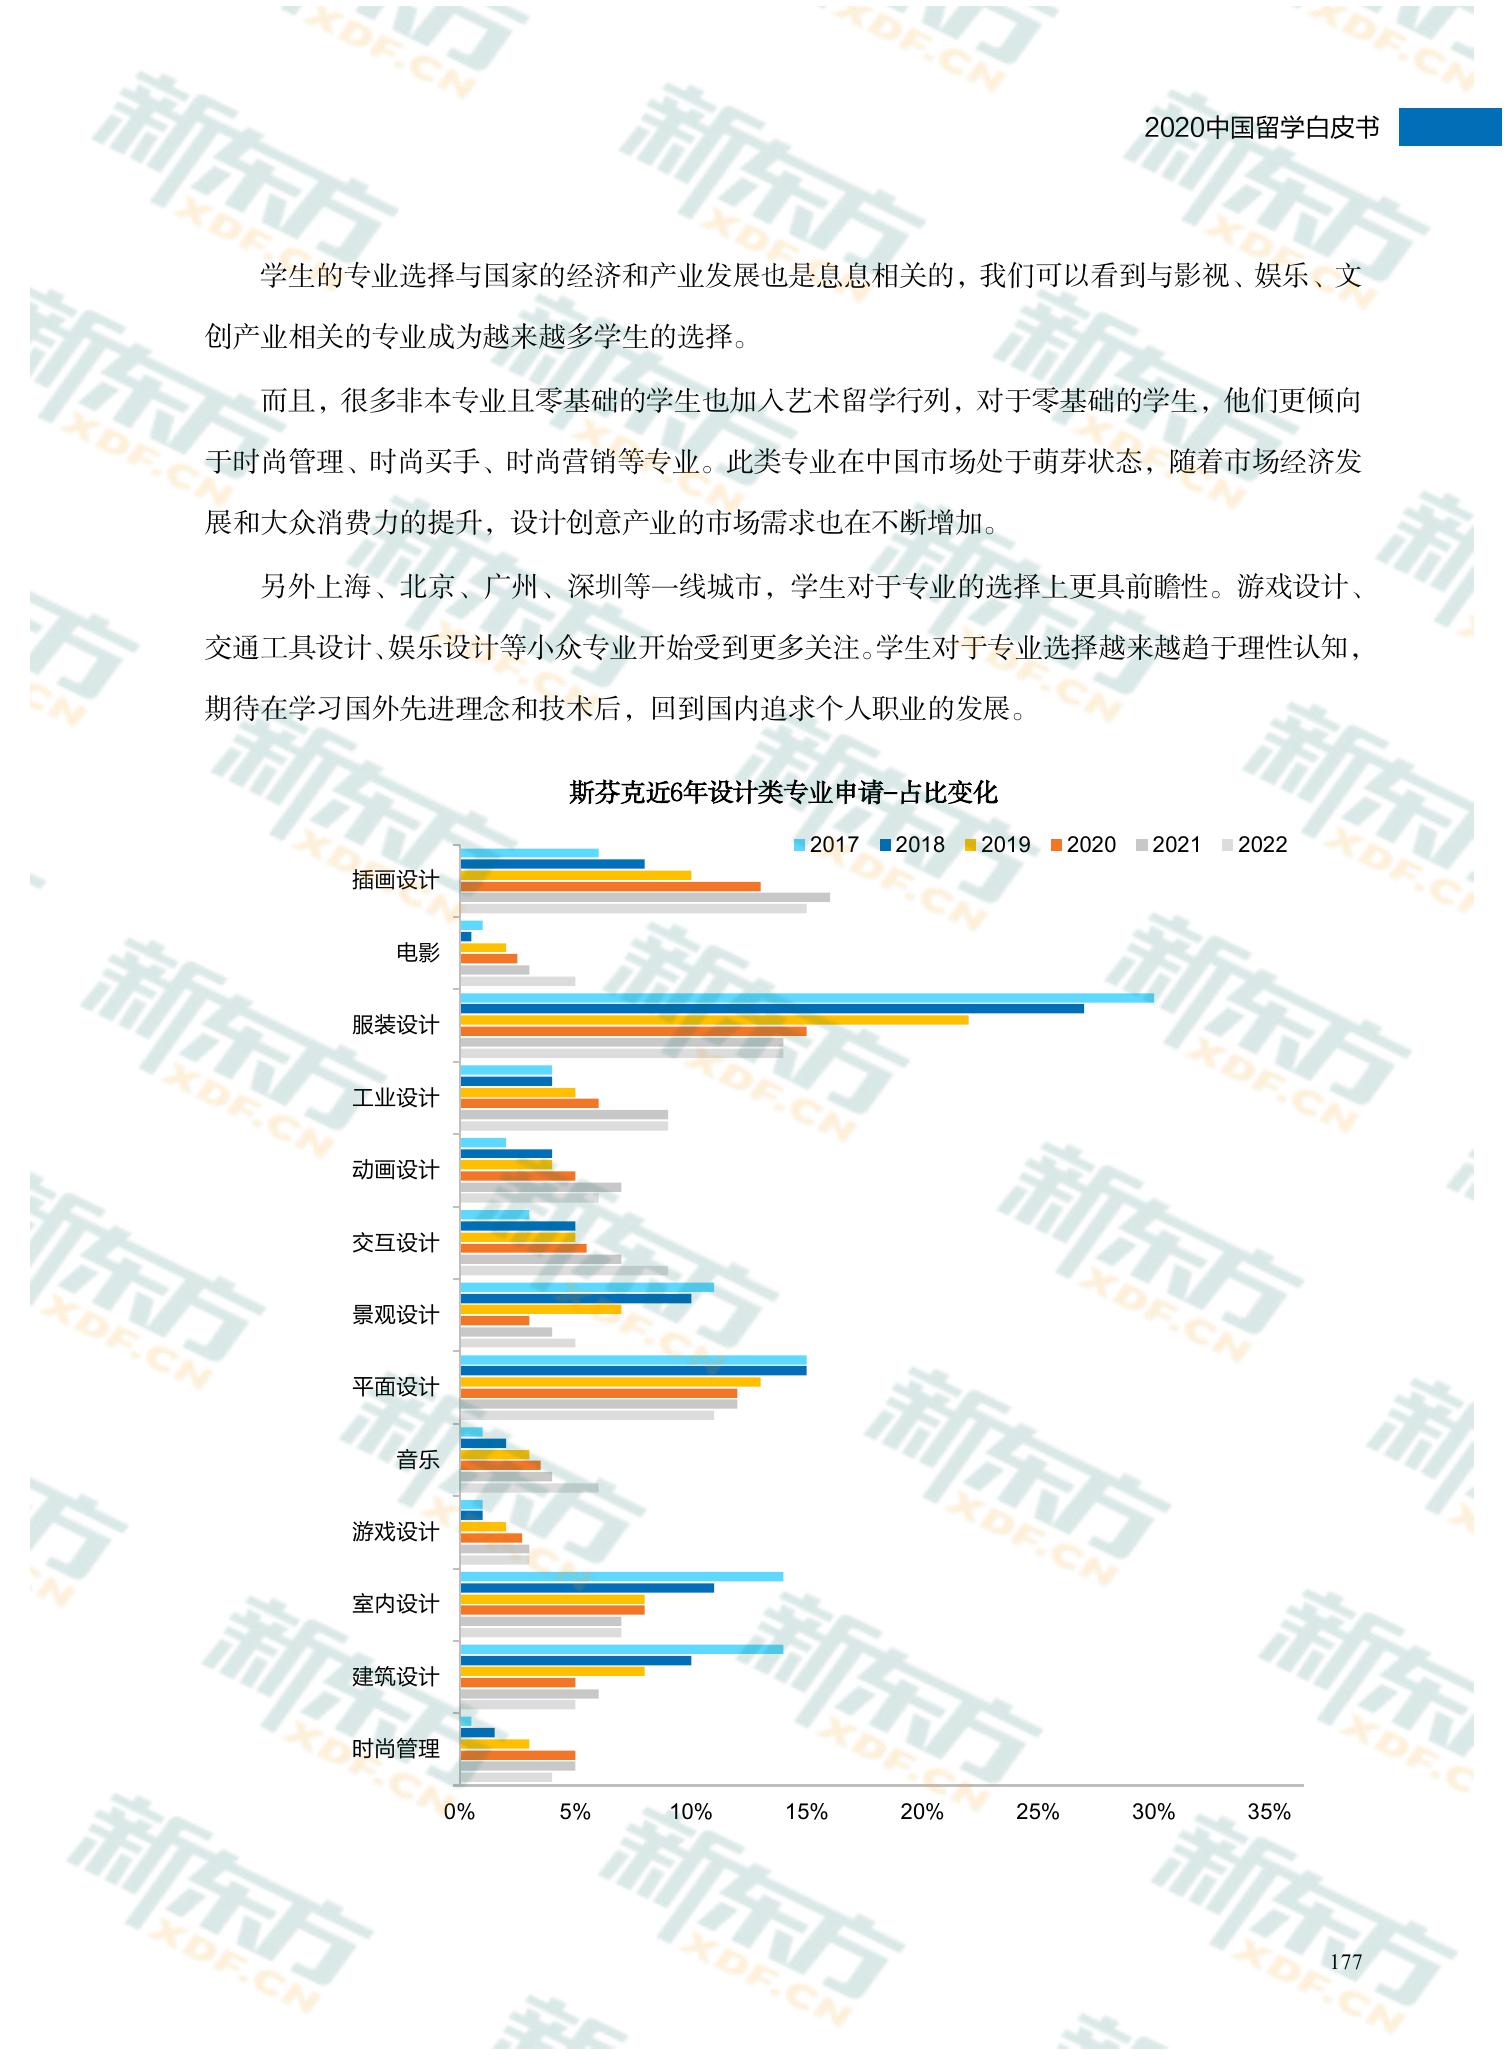 2020中国留学白皮书
学生的专业选择与国家的经济和产业发展也是息息相关的，我们可以看到与影视、娱乐、文
创产业相关的专业成为越来越多学生的选择。
而且，很多非本专业且零基础的学生也加入艺术留学行列，对于零基础的学生，他们更倾向
于时尚管理、时尚买手、时尚营销等专业。此类专业在中国市场处于萌芽状态，随着市场经济发
展和大众消费力的提升，设计创意产业的市场需求也在不断增加。
另外上海、北京、广州、深圳等一线城市，学生对于专业的选择上更具前瞻性。游戏设计、
交通工具设计、娱乐设计等小众专业开始受到更多关注。学生对于专业选择越来越趋于理性认知，
期待在学习国外先进理念和技术后，回到国内追求个人职业的发展。
斯芬克近6年设计类专业申请-占比变化
2017 2018 2019 2020 2021 2022
插画设计
电影
服装设计
工业设计
动画设计
交互设计
景观设计
平面设计
音乐
游戏设计
室内设计
建筑设计
时尚管理
0% 5% 10% 15% 20% 25% 30% 35%
177
新东方
XDF.CN